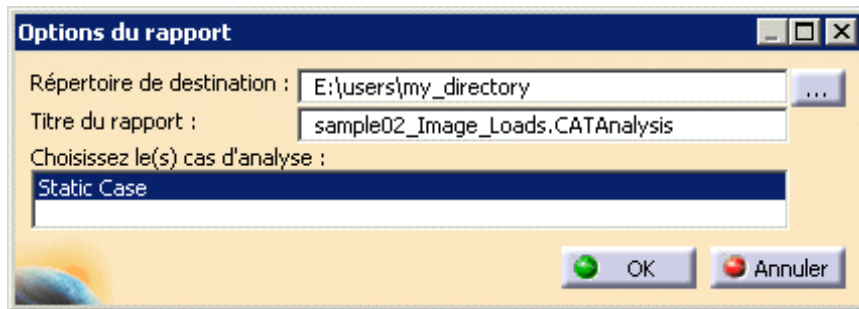 Options du rapport
Répertoire de destination : E:\users\my_directory ...
Titre du rapport : sample02_Image_Loads.CATAnalysis
Choisissez le(s) cas d'analyse :
Static Case
OK Annuler